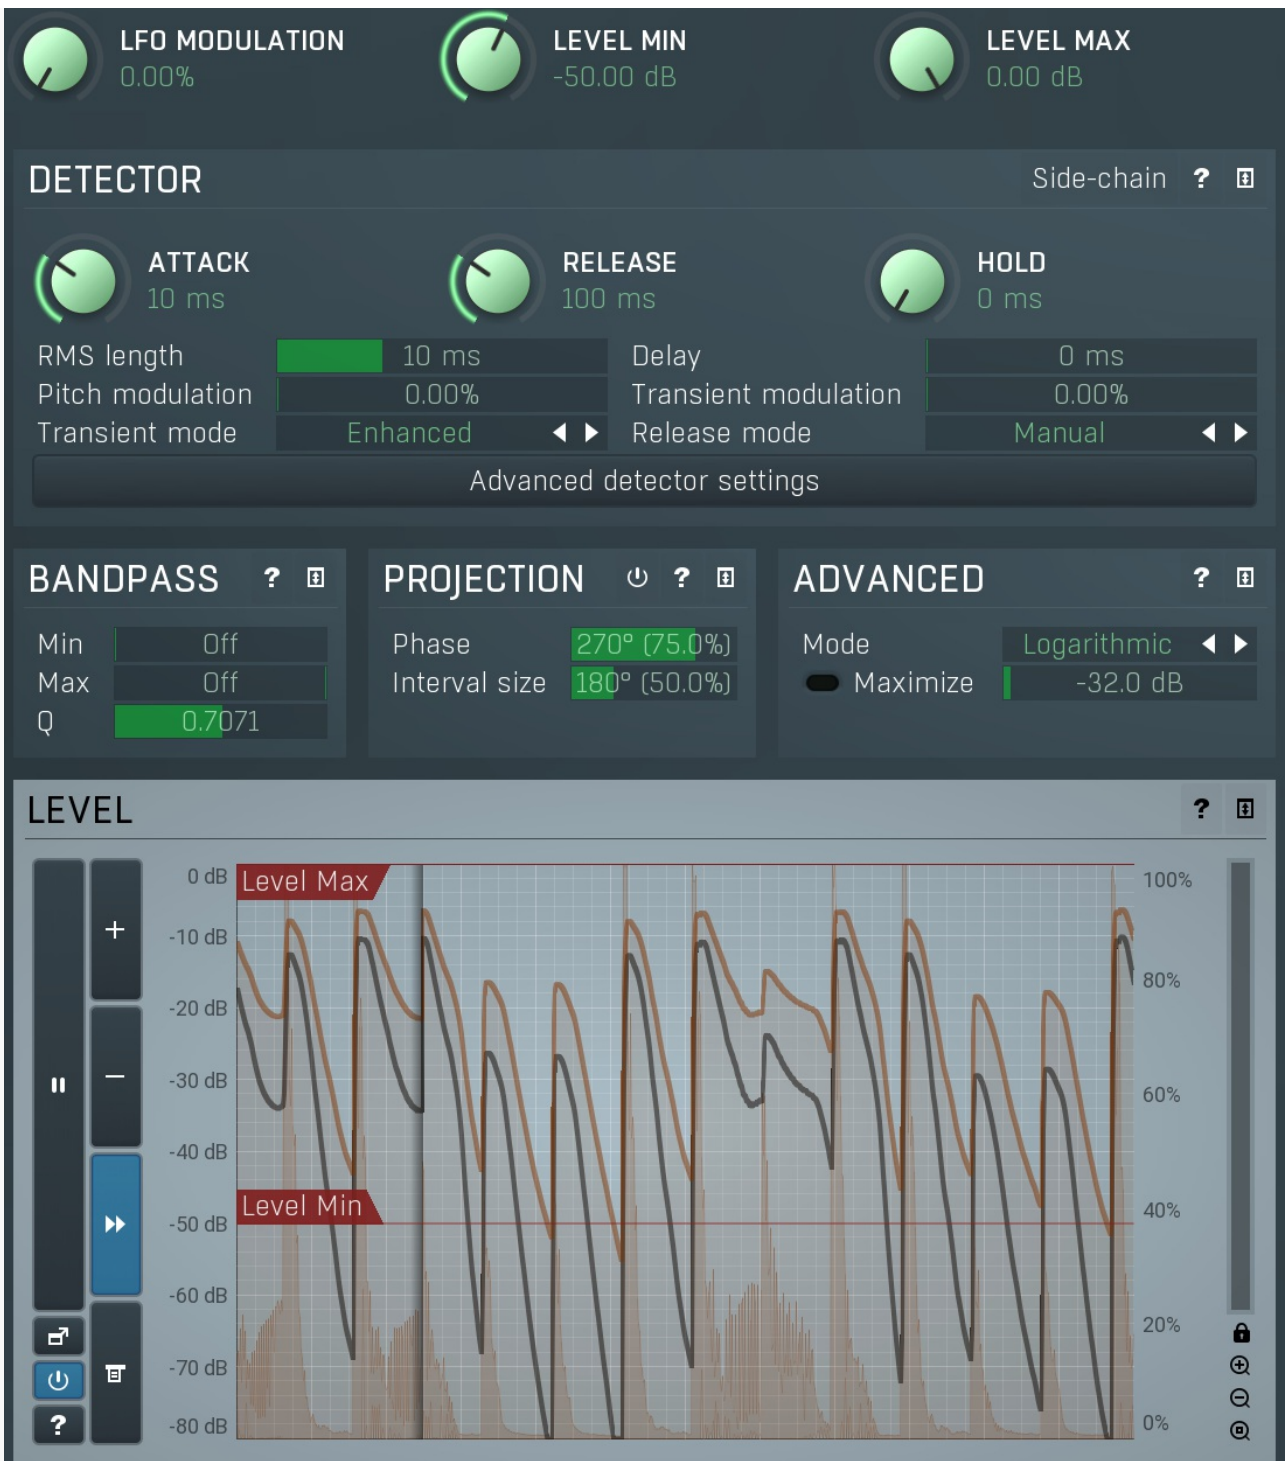 LFO MODULATION
0.00%
LEVEL MIN
-50.00 dB
LEVEL MAX
0.00 dB
DETECTOR
Side-chain ?
ATTACK
10 ms
RELEASE
100 ms
HOLD
0 ms
RMS length 10 ms
Delay 0 ms
Pitch modulation 0.00%
Transient modulation 0.00%
Transient mode Enhanced
Release mode Manual
Advanced detector settings
BANDPASS ?
Min Off
Max Off
Q 0.7071
PROJECTION ?
Phase 270° (75.0%)
Interval size 180° (50.0%)
ADVANCED ?
Mode Logarithmic
Maximize -32.0 dB
LEVEL ?
+
−
?
0 dB
-10 dB
-20 dB
-30 dB
-40 dB
-50 dB
-60 dB
-70 dB
-80 dB
Level Max
Level Min
100%
80%
60%
40%
20%
0%